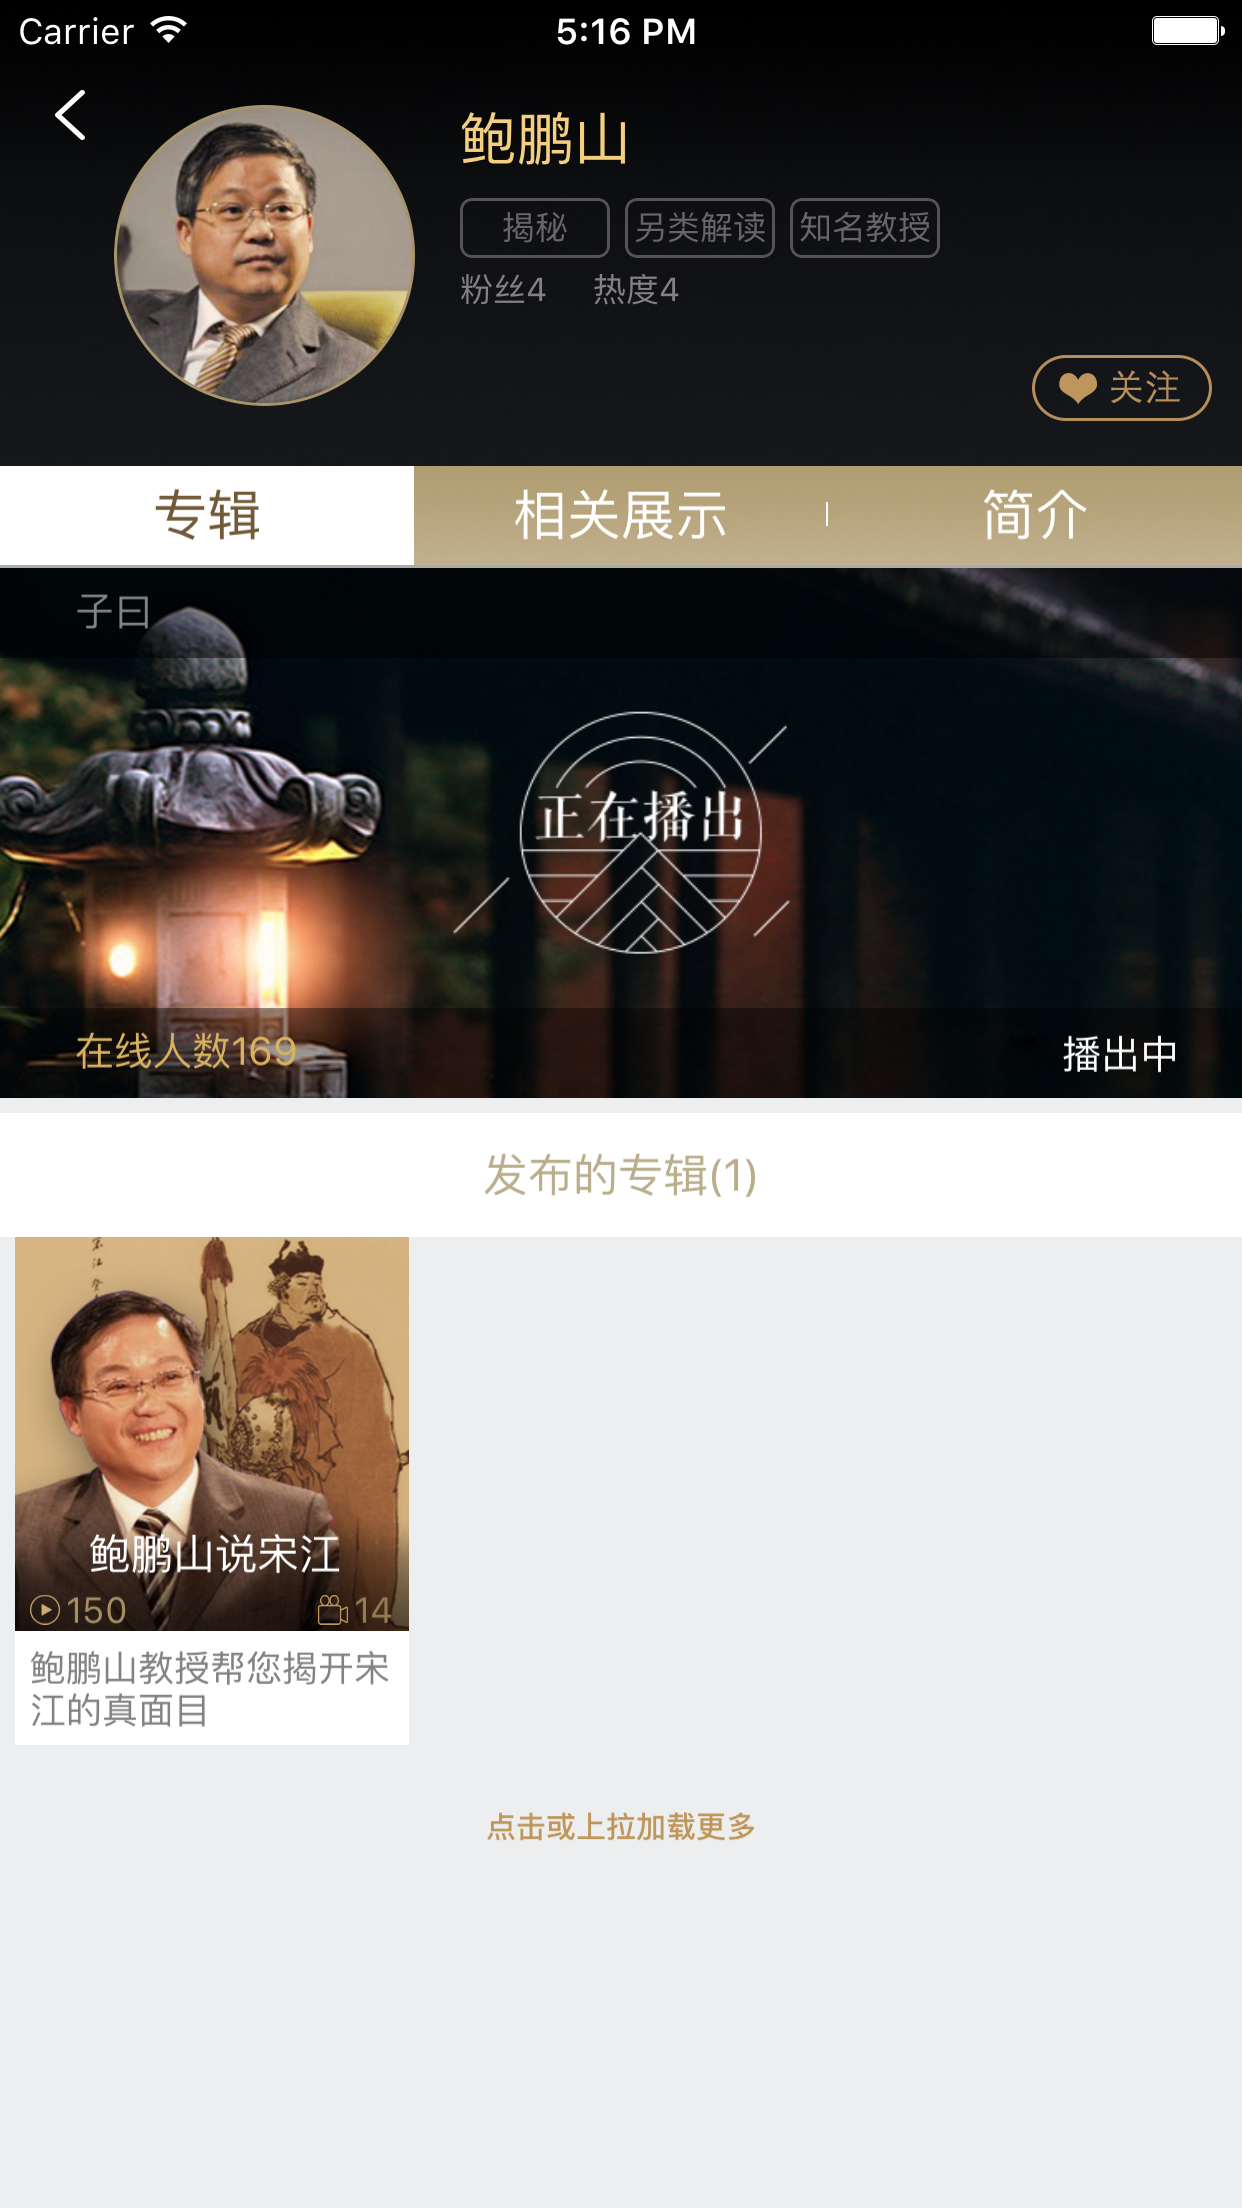 Carrier
5:16 PM
鲍鹏山
揭秘 另类解读 知名教授
粉丝4 热度4
关注
专辑 相关展示 简介
子曰
正在播出
在线人数169 播出中
发布的专辑(1)
鲍鹏山说宋江
150 14
鲍鹏山教授帮您揭开宋
江的真面目
点击或上拉加载更多